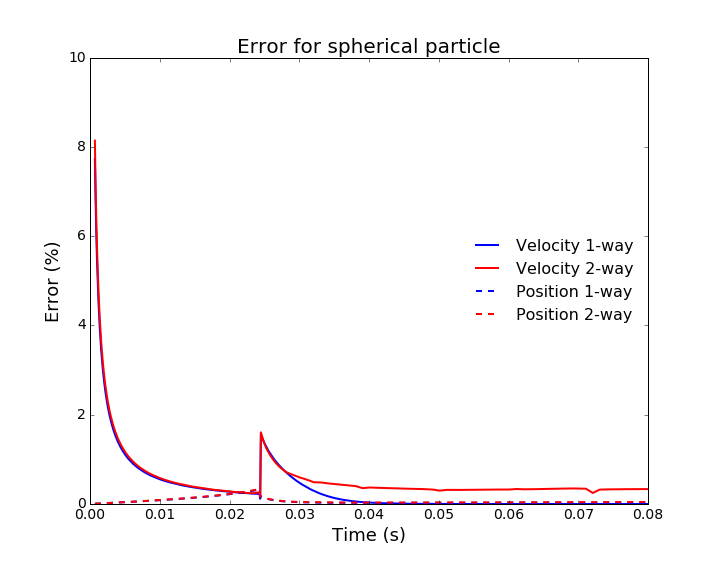 Error for spherical particle
10
8
6
4
2
0
Error (%)
Velocity 1-way
Velocity 2-way
Position 1-way
Position 2-way
0.00 0.01 0.02 0.03 0.04 0.05 0.06 0.07 0.08
Time (s)